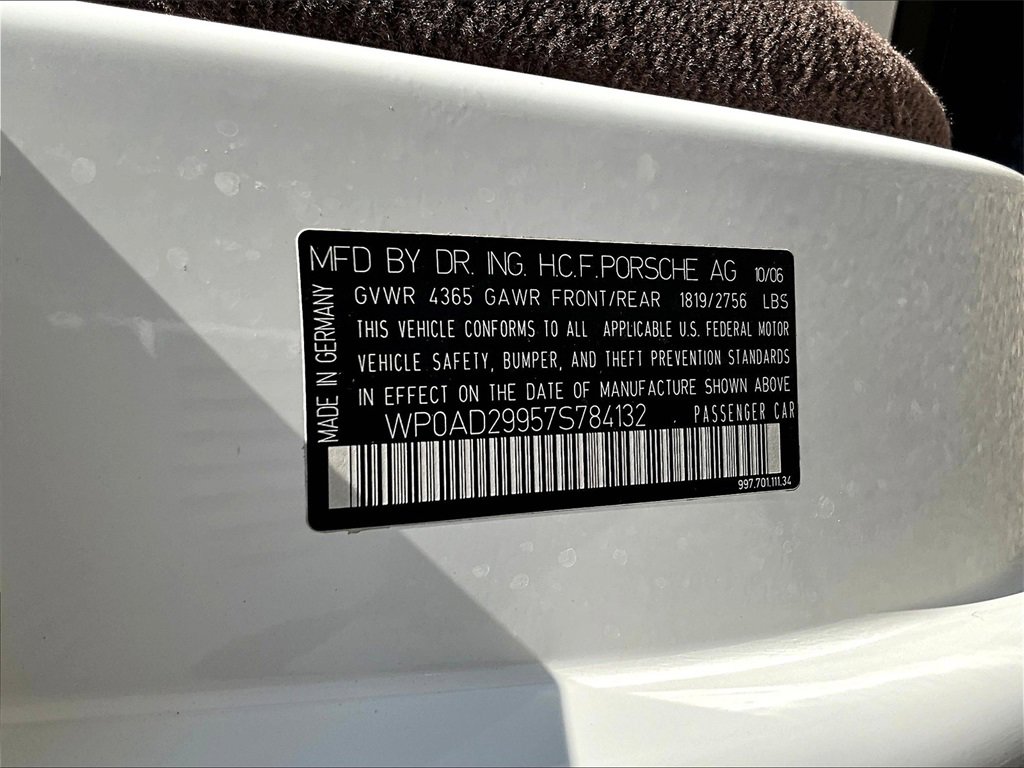 MFD BY DR. ING. H.C.F.PORSCHE AG 10/06
GVWR 4365 GAWR FRONT/REAR 1819/2756 LBS
THIS VEHICLE CONFORMS TO ALL APPLICABLE U.S. FEDERAL MOTOR
VEHICLE SAFETY, BUMPER, AND THEFT PREVENTION STANDARDS
IN EFFECT ON THE DATE OF MANUFACTURE SHOWN ABOVE
WP0AD29957S784132 . PASSENGER CAR
997.701.111.34
MADE IN GERMANY